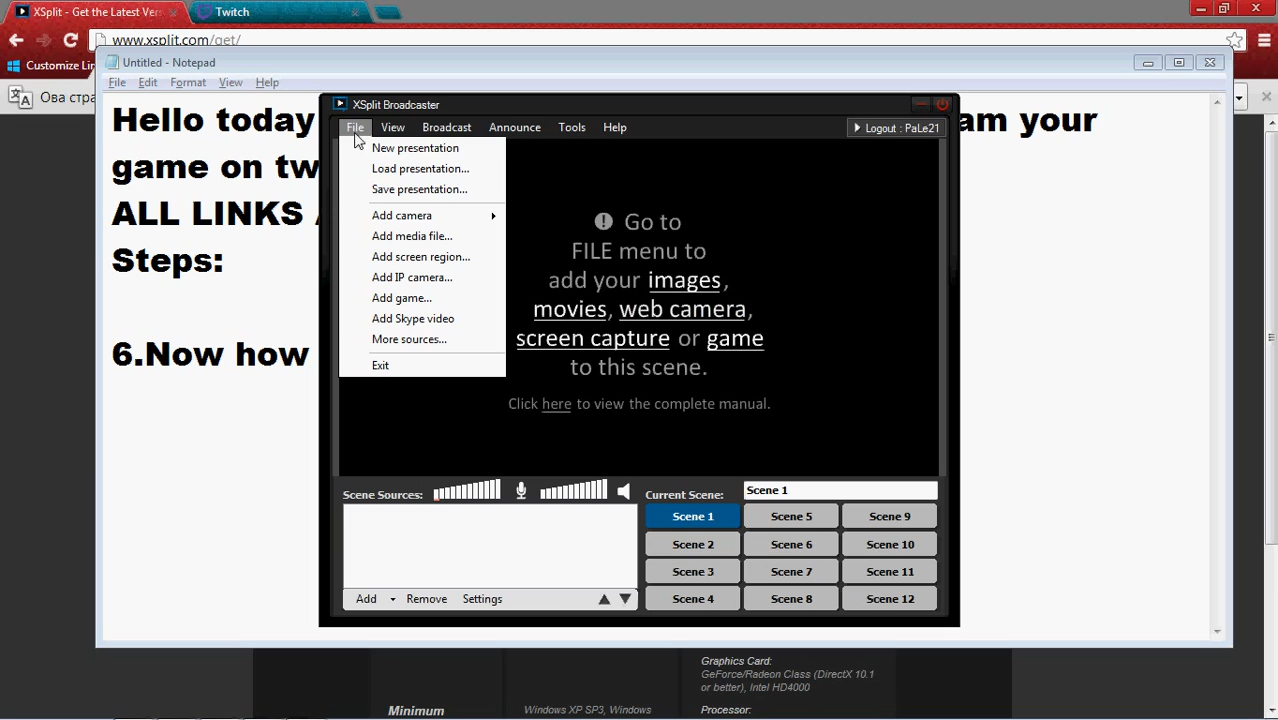 XSplit - Get the Latest Ver
Twitch
www.xsplit.com/get/
Customize Li
Untitled - Notepad
File Edit Format View Help
Ова стра
Hello today am your
game on tw
ALL LINKS
Steps:
6.Now how
XSplit Broadcaster
File View Broadcast Announce Tools Help
Logout : PaLe21
New presentation
Load presentation...
Save presentation...
Add camera
Add media file...
Add screen region...
Add IP camera...
Add game...
Add Skype video
More sources...
Exit
Go to
FILE menu to
add your images,
movies, web camera,
screen capture or game
to this scene.
Click here to view the complete manual.
Scene Sources:
Current Scene: Scene 1
Scene 1 Scene 5 Scene 9
Scene 2 Scene 6 Scene 10
Scene 3 Scene 7 Scene 11
Scene 4 Scene 8 Scene 12
Add Remove Settings
Graphics Card:
GeForce/Radeon Class (DirectX 10.1
or better), Intel HD4000
Minimum
Windows XP SP3, Windows
Processor: